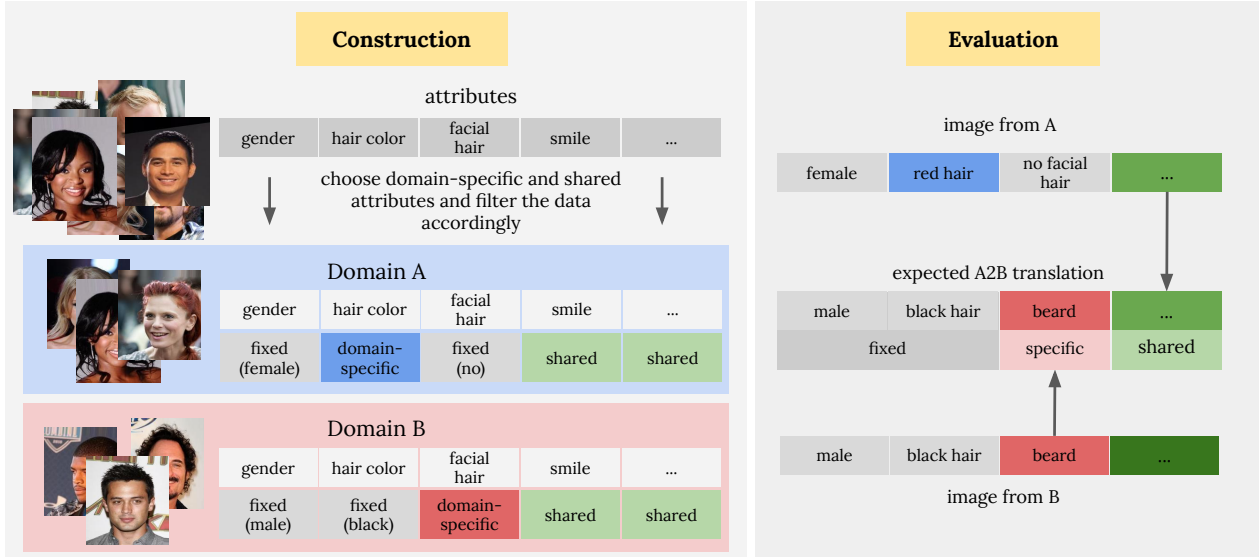 Construction
attributes
gender
hair color
facial
hair
smile
...
choose domain-specific and shared
attributes and filter the data
accordingly
Domain A
gender
hair color
facial
hair
smile
...
fixed
(female)
domain-
specific
fixed
(no)
shared
shared
Domain B
gender
hair color
facial
hair
smile
...
fixed
(male)
fixed
(black)
domain-
specific
shared
shared
Evaluation
image from A
female
red hair
no facial
hair
...
expected A2B translation
male
black hair
beard
...
fixed
specific
shared
male
black hair
beard
...
image from B